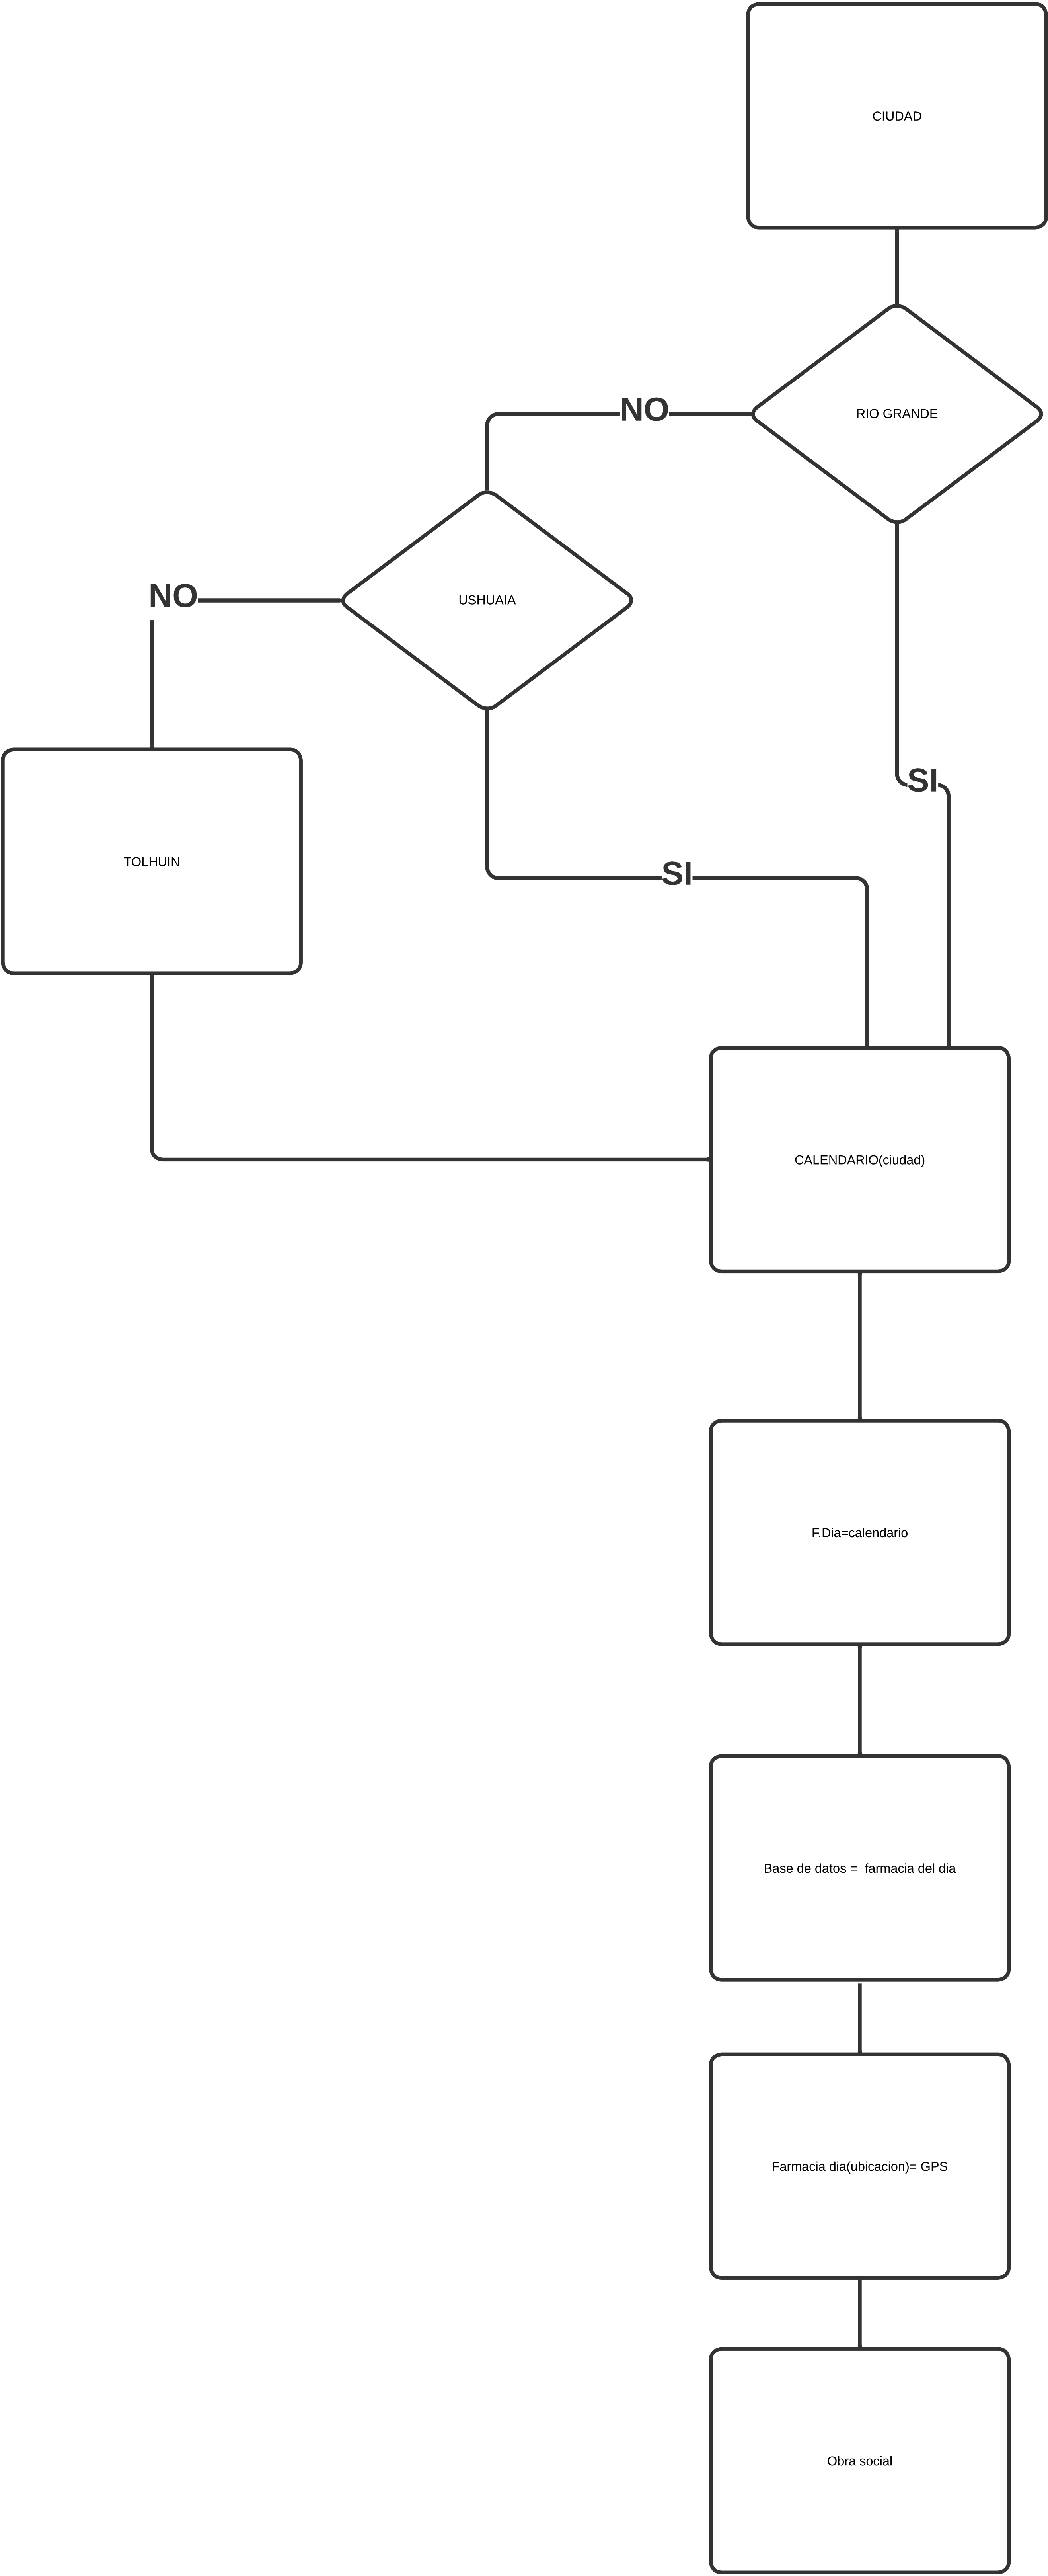 CIUDAD
RIO GRANDE
NO
USHUAIA
NO
SI
TOLHUIN
SI
CALENDARIO(ciudad)
F.Dia=calendario
Base de datos =  farmacia del dia
Farmacia dia(ubicacion)= GPS
Obra social